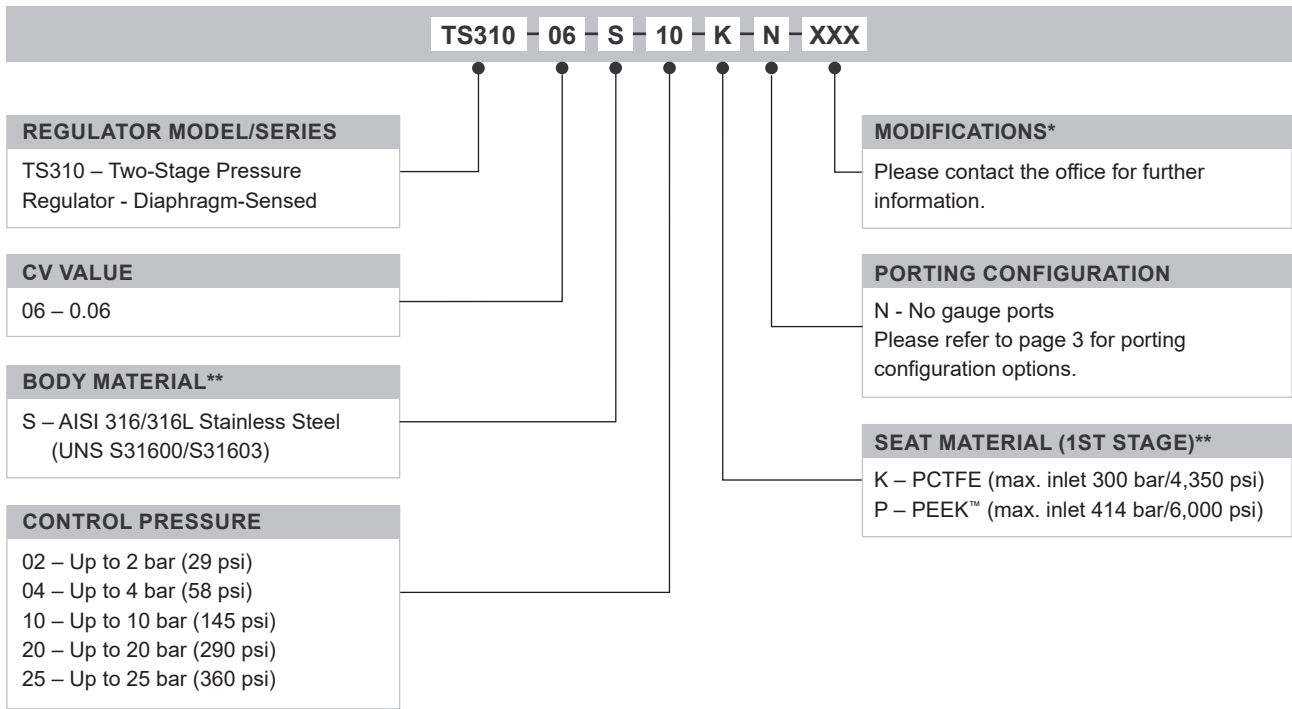 TS310 06 S 10 K N XXX
REGULATOR MODEL/SERIES
TS310 – Two-Stage Pressure
Regulator - Diaphragm-Sensed
CV VALUE
06 – 0.06
BODY MATERIAL**
S – AISI 316/316L Stainless Steel
(UNS S31600/S31603)
CONTROL PRESSURE
02 – Up to 2 bar (29 psi)
04 – Up to 4 bar (58 psi)
10 – Up to 10 bar (145 psi)
20 – Up to 20 bar (290 psi)
25 – Up to 25 bar (360 psi)
MODIFICATIONS*
Please contact the office for further
information.
PORTING CONFIGURATION
N - No gauge ports
Please refer to page 3 for porting
configuration options.
SEAT MATERIAL (1ST STAGE)**
K – PCTFE (max. inlet 300 bar/4,350 psi)
P – PEEK™ (max. inlet 414 bar/6,000 psi)